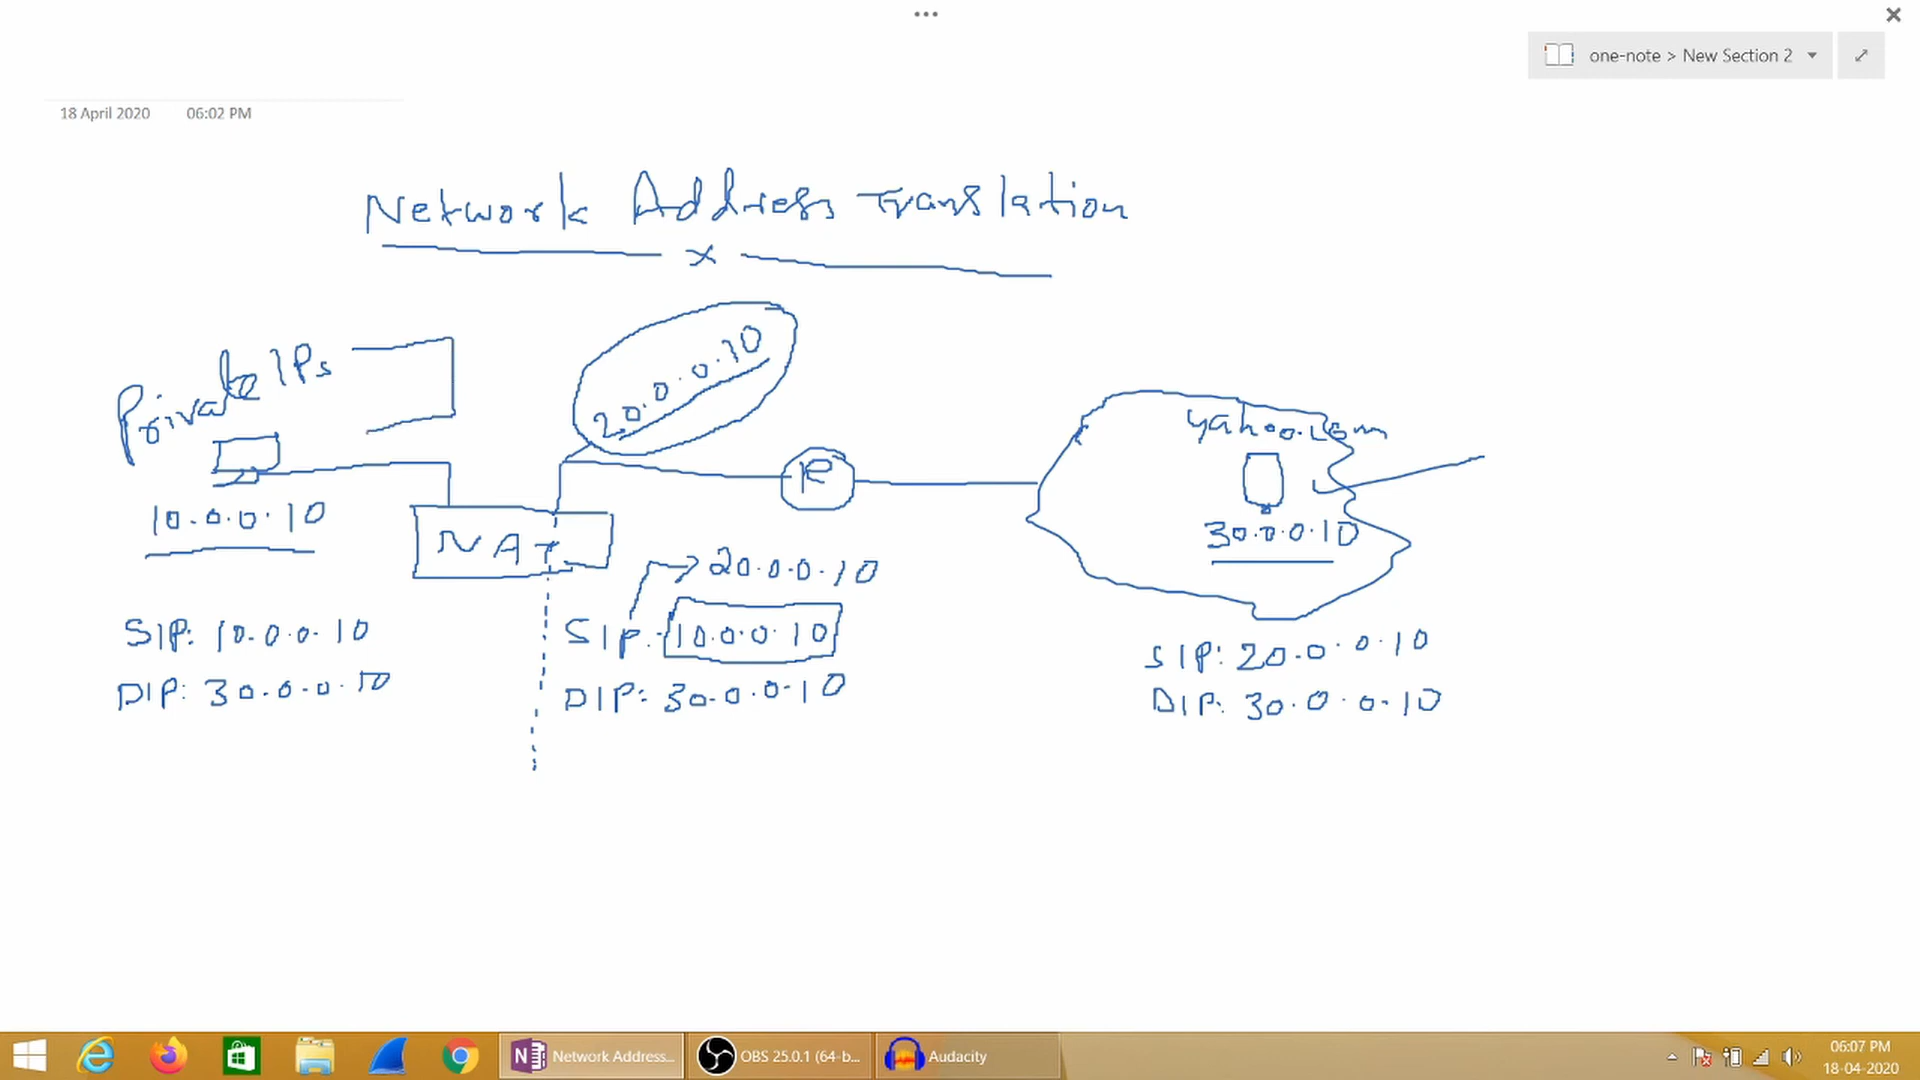 one-note > New Section 2
18 April 2020 06:02 PM
Network Address Translation
x
Private IPs
20.0.0.10
yahoo.com
R
30.0.0.10
10.0.0.10
NAT
20.0.0.10
SIP: 10.0.0.10
DIP: 30.0.0.10
SIP: 10.0.0.10
DIP: 30.0.0.10
SIP: 20.0.0.10
DIP: 30.0.0.10
Network Address...
OBS 25.0.1 (64-b...
Audacity
06:07 PM
18-04-2020